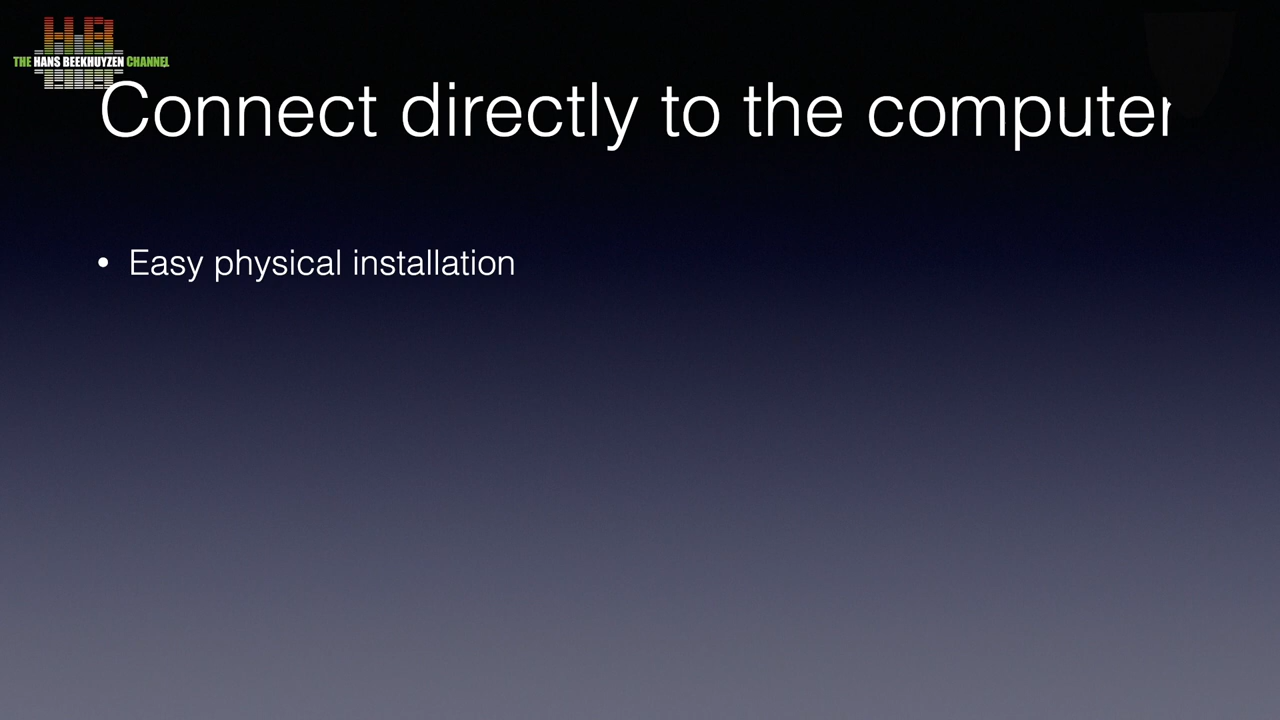 THE HANS BEEKHUYZEN CHANNEL
Connect directly to the computer
• Easy physical installation